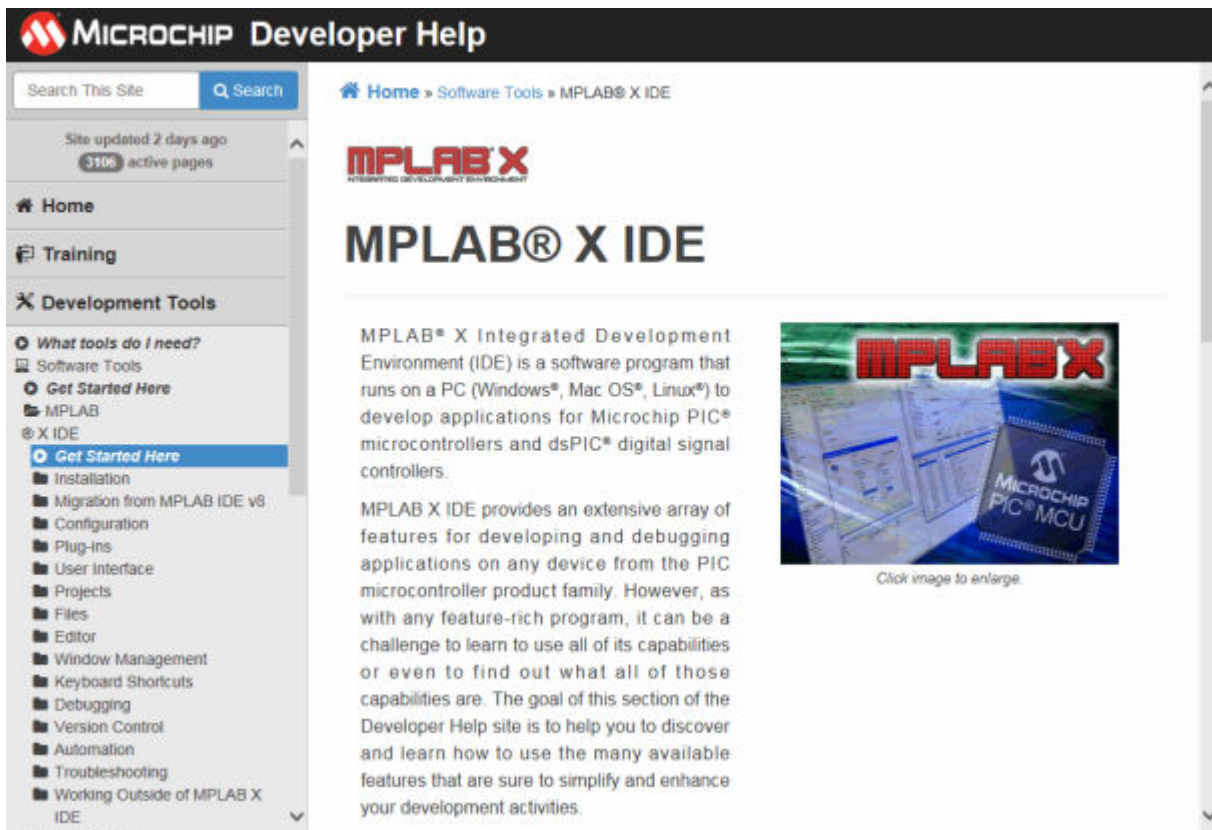 MICROCHIP Developer Help
Search This Site
Search
Site updated 2 days ago
3106 active pages
Home
Training
Development Tools
What tools do I need?
Software Tools
Get Started Here
MPLAB
® X IDE
Get Started Here
Installation
Migration from MPLAB IDE v8
Configuration
Plug-ins
User Interface
Projects
Files
Editor
Window Management
Keyboard Shortcuts
Debugging
Version Control
Automation
Troubleshooting
Working Outside of MPLAB X
IDE
Home » Software Tools » MPLAB® X IDE
MPLAB X
INTEGRATED DEVELOPMENT ENVIRONMENT
MPLAB® X IDE
MPLAB® X Integrated Development
Environment (IDE) is a software program that
runs on a PC (Windows®, Mac OS®, Linux®) to
develop applications for Microchip PIC®
microcontrollers and dsPIC® digital signal
controllers.
MPLAB X IDE provides an extensive array of
features for developing and debugging
applications on any device from the PIC
microcontroller product family. However, as
with any feature-rich program, it can be a
challenge to learn to use all of its capabilities
or even to find out what all of those
capabilities are. The goal of this section of the
Developer Help site is to help you to discover
and learn how to use the many available
features that are sure to simplify and enhance
your development activities.
MPLAB X
MICROCHIP
PIC® MCU
Click image to enlarge.